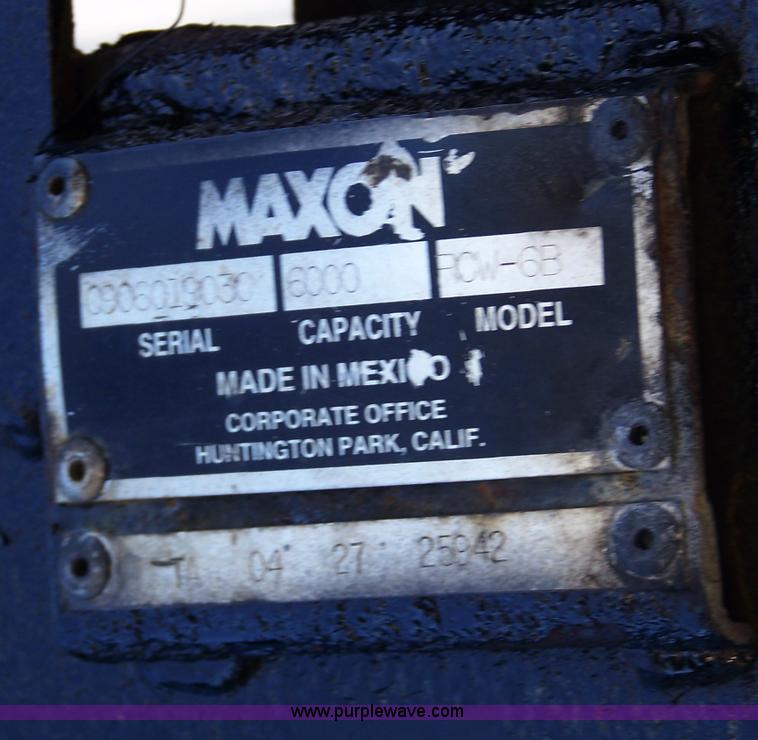 MAXON
6000 RCW-6B
SERIAL CAPACITY MODEL
MADE IN MEXICO
CORPORATE OFFICE
HUNTINGTON PARK, CALIF.
TA 04 27 25942
www.purplewave.com